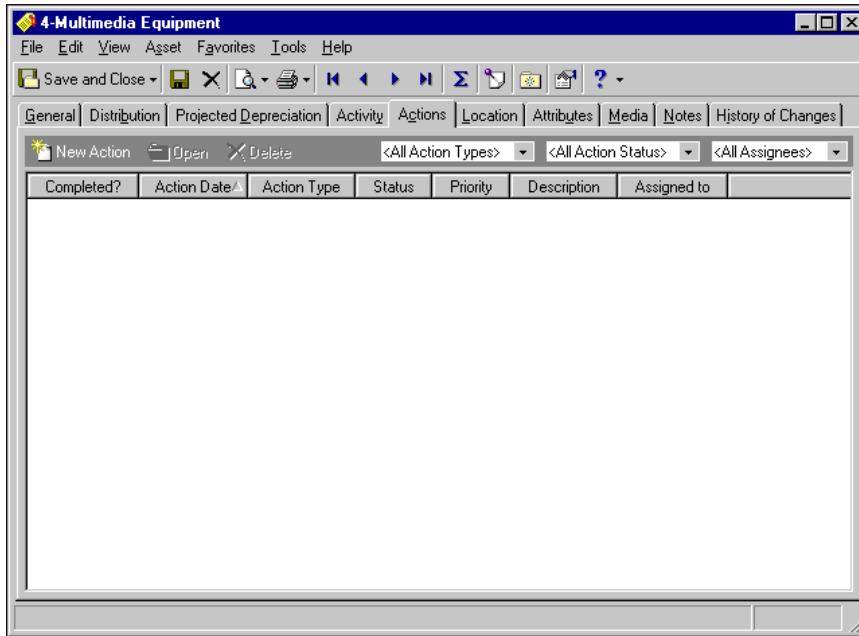 4-Multimedia Equipment
File Edit View Asset Favorites Tools Help
Save and Close Σ ?
General Distribution Projected Depreciation Activity Actions Location Attributes Media Notes History of Changes
New Action Open Delete <All Action Types> <All Action Status> <All Assignees>
Completed? Action Date Action Type Status Priority Description Assigned to